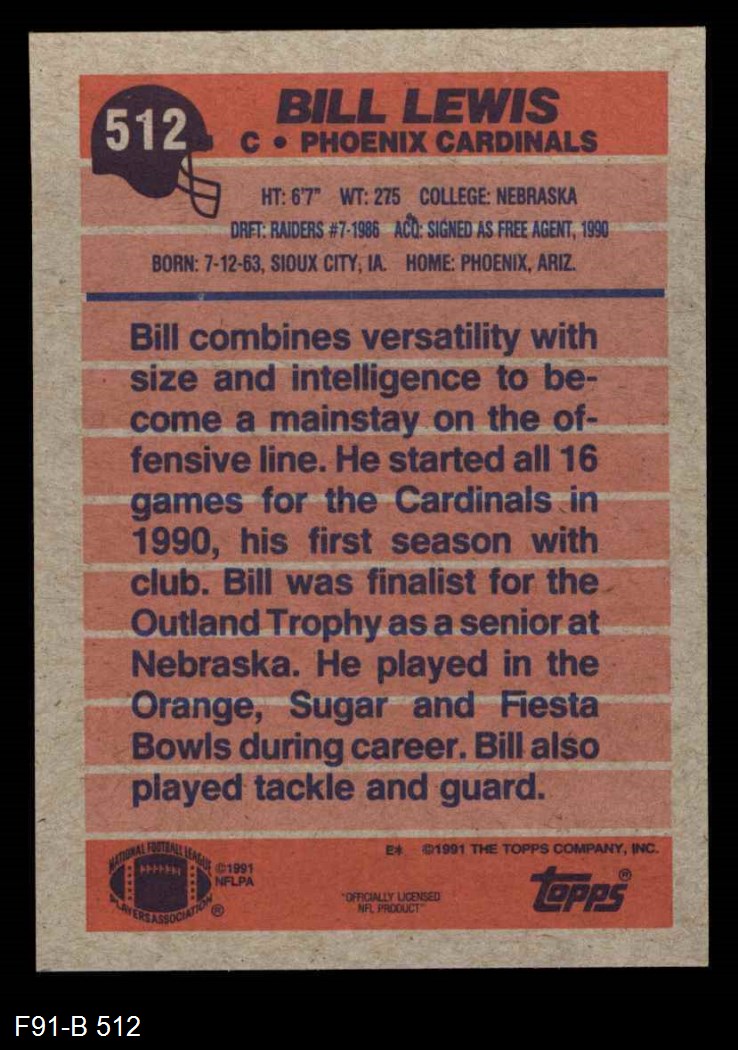 512
BILL LEWIS
C • PHOENIX CARDINALS
HT: 6'7" WT: 275 COLLEGE: NEBRASKA
DRFT: RAIDERS #7-1986 ACQ: SIGNED AS FREE AGENT, 1990
BORN: 7-12-63, SIOUX CITY, IA. HOME: PHOENIX, ARIZ.
Bill combines versatility with
size and intelligence to be-
come a mainstay on the of-
fensive line. He started all 16
games for the Cardinals in
1990, his first season with
club. Bill was finalist for the
Outland Trophy as a senior at
Nebraska. He played in the
Orange, Sugar and Fiesta
Bowls during career. Bill also
played tackle and guard.
E* ©1991 THE TOPPS COMPANY, INC.
NATIONAL FOOTBALL LEAGUE
PLAYERS ASSOCIATION ®
©1991
NFLPA
"OFFICIALLY LICENSED
NFL PRODUCT"
Topps®
F91-B 512